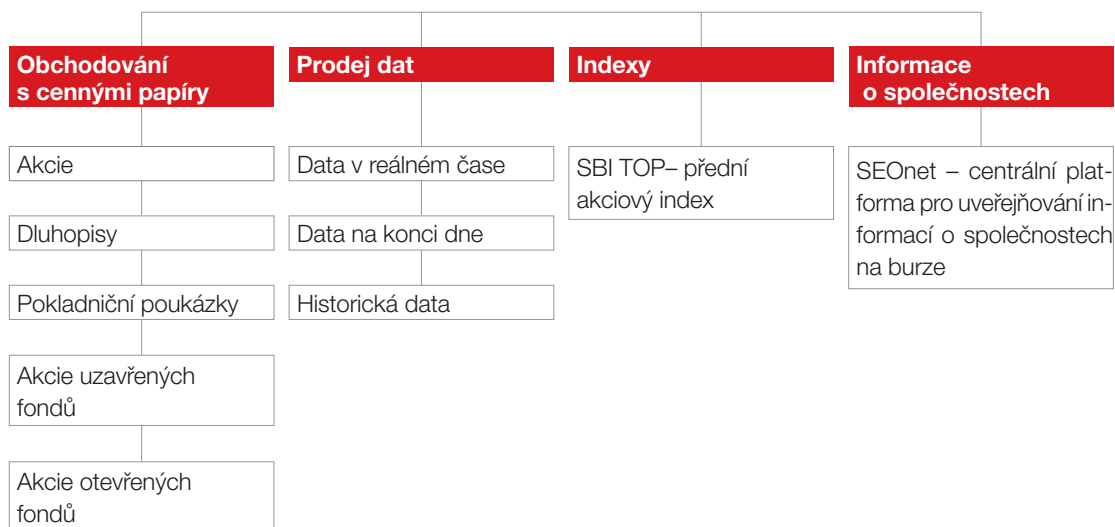 Obchodování
s cennými papíry
Akcie
Dluhopisy
Pokladniční poukázky
Akcie uzavřených
fondů
Akcie otevřených
fondů
Prodej dat
Data v reálném čase
Data na konci dne
Historická data
Indexy
SBI TOP– přední
akciový index
Informace
o společnostech
SEOnet – centrální plat-
forma pro uveřejňování in-
formací o společnostech
na burze